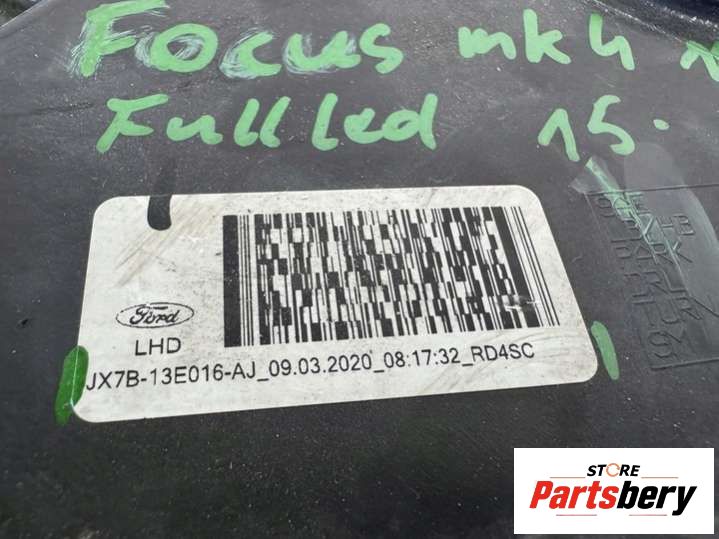 Focus mk4
Full led 15.
Ford
LHD
JX7B-13E016-AJ_09.03.2020_08:17:32_RD4SC
STORE
Partsbery